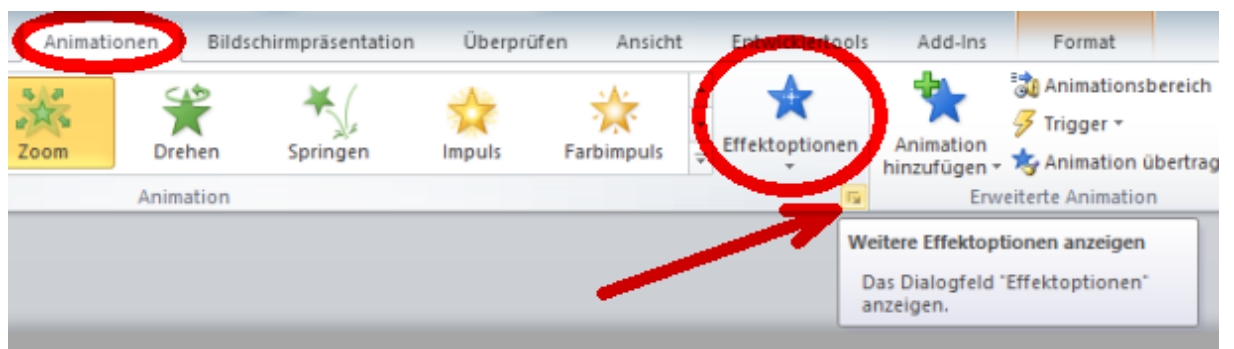 Animationen Bildschirmpräsentation Überprüfen Ansicht Entwicklertools Add-Ins Format
Zoom Drehen Springen Impuls Farbimpuls Effektoptionen Animation hinzufügen
Animationsbereich
Trigger
Animation übertrag
Animation Erweiterte Animation
Weitere Effektoptionen anzeigen
Das Dialogfeld "Effektoptionen"
anzeigen.